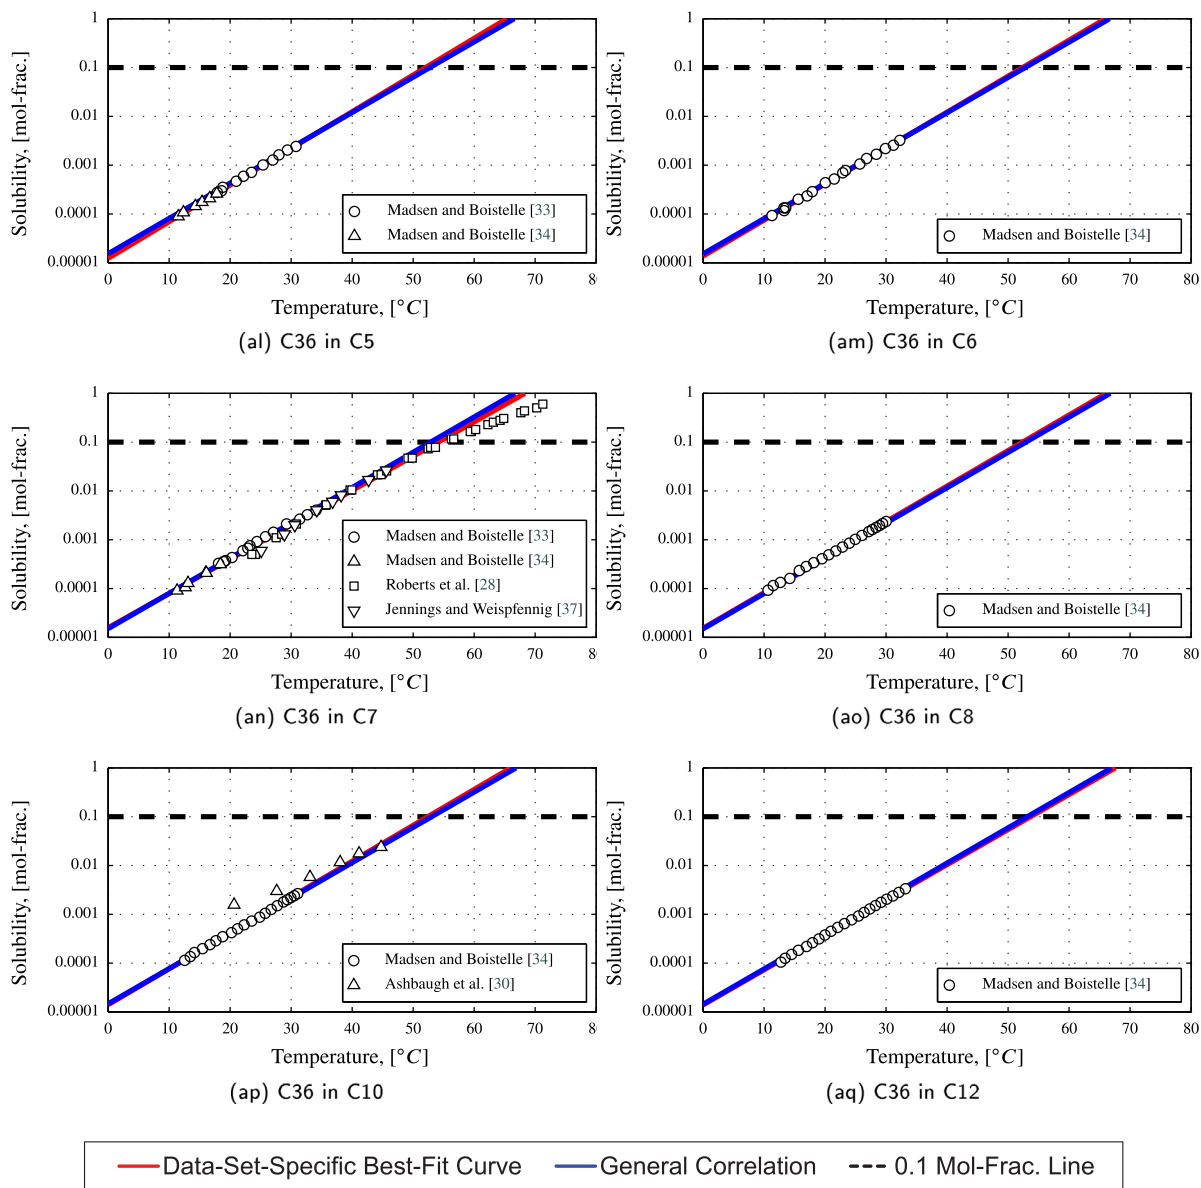 1
0.1
0.01
0.001
0.0001
0.00001
Solubility, [mol-frac.]
Madsen and Boistelle [33]
Madsen and Boistelle [34]
0 10 20 30 40 50 60 70 8
Temperature, [°C]
(al) C36 in C5
1
0.1
0.01
0.001
0.0001
0.00001
Solubility, [mol-frac.]
Madsen and Boistelle [34]
0 10 20 30 40 50 60 70 80
Temperature, [°C]
(am) C36 in C6
1
0.1
0.01
0.001
0.0001
0.00001
Solubility, [mol-frac.]
Madsen and Boistelle [33]
Madsen and Boistelle [34]
Roberts et al. [28]
Jennings and Weispfennig [37]
0 10 20 30 40 50 60 70 8
Temperature, [°C]
(an) C36 in C7
1
0.1
0.01
0.001
0.0001
0.00001
Solubility, [mol-frac.]
Madsen and Boistelle [34]
0 10 20 30 40 50 60 70 80
Temperature, [°C]
(ao) C36 in C8
1
0.1
0.01
0.001
0.0001
0.00001
Solubility, [mol-frac.]
Madsen and Boistelle [34]
Ashbaugh et al. [30]
0 10 20 30 40 50 60 70 8
Temperature, [°C]
(ap) C36 in C10
1
0.1
0.01
0.001
0.0001
0.00001
Solubility, [mol-frac.]
Madsen and Boistelle [34]
0 10 20 30 40 50 60 70 80
Temperature, [°C]
(aq) C36 in C12
Data-Set-Specific Best-Fit Curve General Correlation 0.1 Mol-Frac. Line